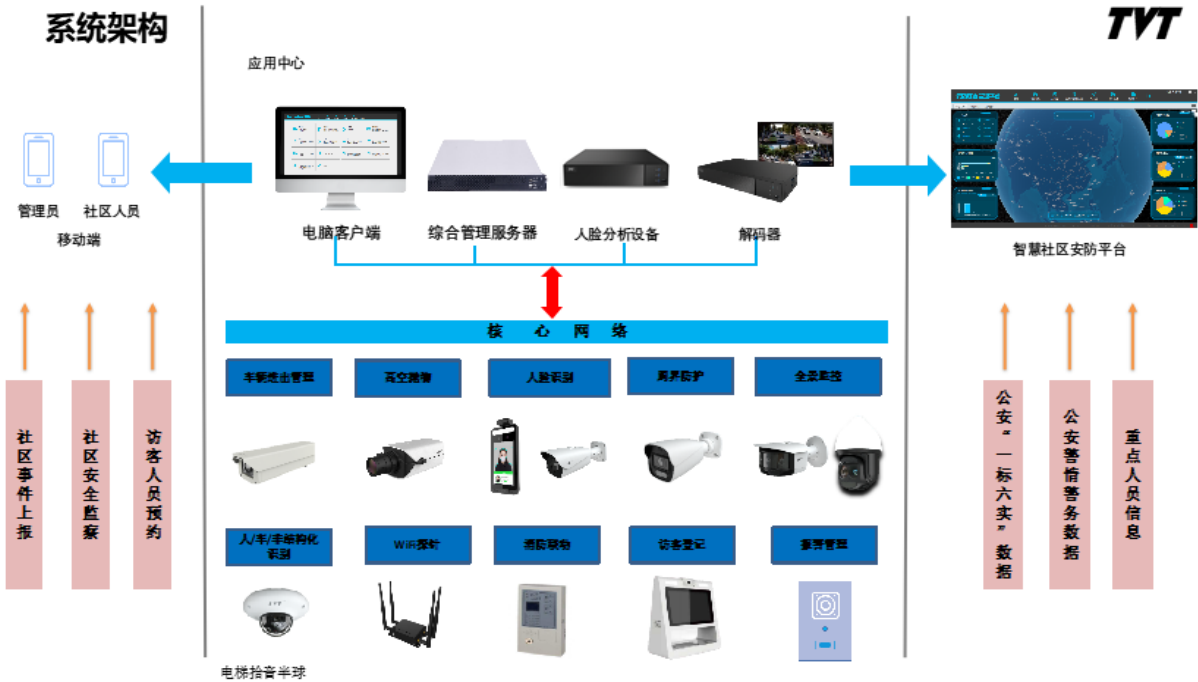 系统架构
TVT
应用中心
管理员
社区人员
移动端
电脑客户端
综合管理服务器
人脸分析设备
解码器
智慧社区安防平台
核心网络
车辆进出管理
高空抛物
人脸识别
周界防护
全景监控
社区事件上报
社区安全监察
访客人员预约
公安“一标六实”数据
公安警情警务数据
重点人员信息
人/车/非结构化
识别
WiFi探针
消防联动
访客登记
报警管理
TVT
电梯拾音半球